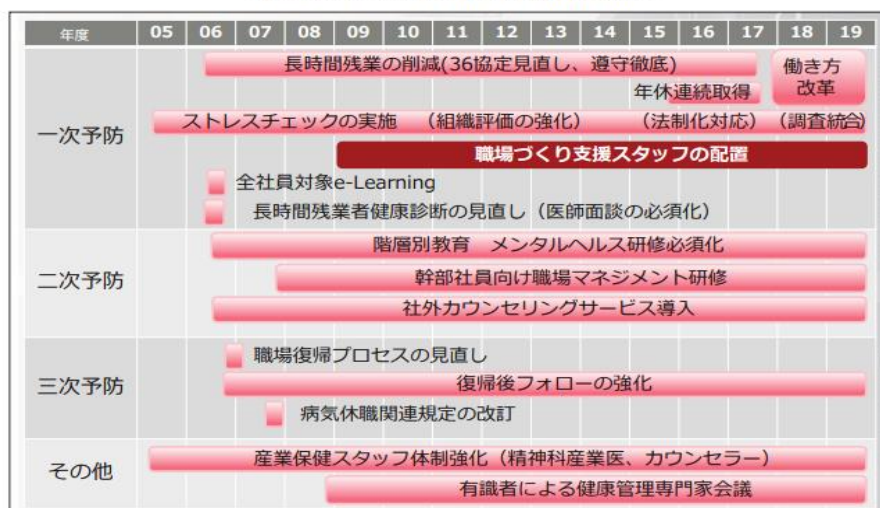 年度 05 06 07 08 09 10 11 12 13 14 15 16 17 18 19
一次予防
長時間残業の削減(36協定見直し、遵守徹底)
働き方
改革
年休連続取得
ストレスチェックの実施 （組織評価の強化） （法制化対応） （調査統合）
職場づくり支援スタッフの配置
全社員対象e-Learning
長時間残業者健康診断の見直し（医師面談の必須化）
二次予防
階層別教育 メンタルヘルス研修必須化
幹部社員向け職場マネジメント研修
社外カウンセリングサービス導入
三次予防
職場復帰プロセスの見直し
復帰後フォローの強化
病気休職関連規定の改訂
その他
産業保健スタッフ体制強化（精神科産業医、カウンセラー）
有識者による健康管理専門家会議